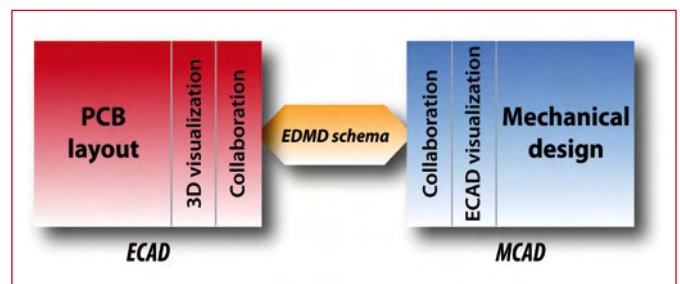 PCB
layout
3D visualization
Collaboration
EDMD schema
Collaboration
ECAD visualization
Mechanical
design
ECAD
MCAD